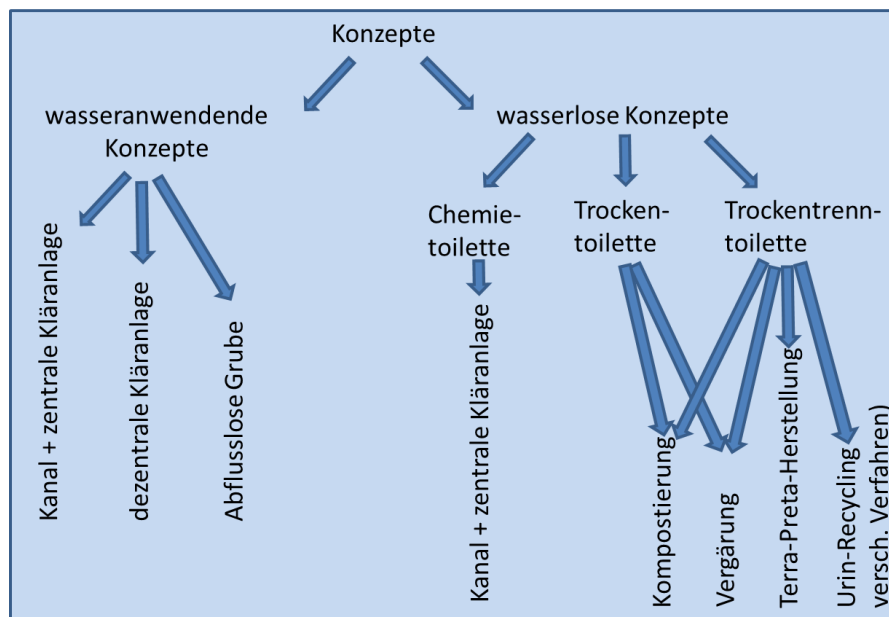 Konzepte
wasseranwendende
Konzepte
wasserlose Konzepte
Kanal + zentrale Kläranlage
dezentrale Kläranlage
Abflusslose Grube
Chemie-
toilette
Trocken-
toilette
Trockentrenn-
toilette
Kanal + zentrale Kläranlage
Kompostierung
Vergärung
Terra-Preta-Herstellung
Urin-Recycling
versch. Verfahren)